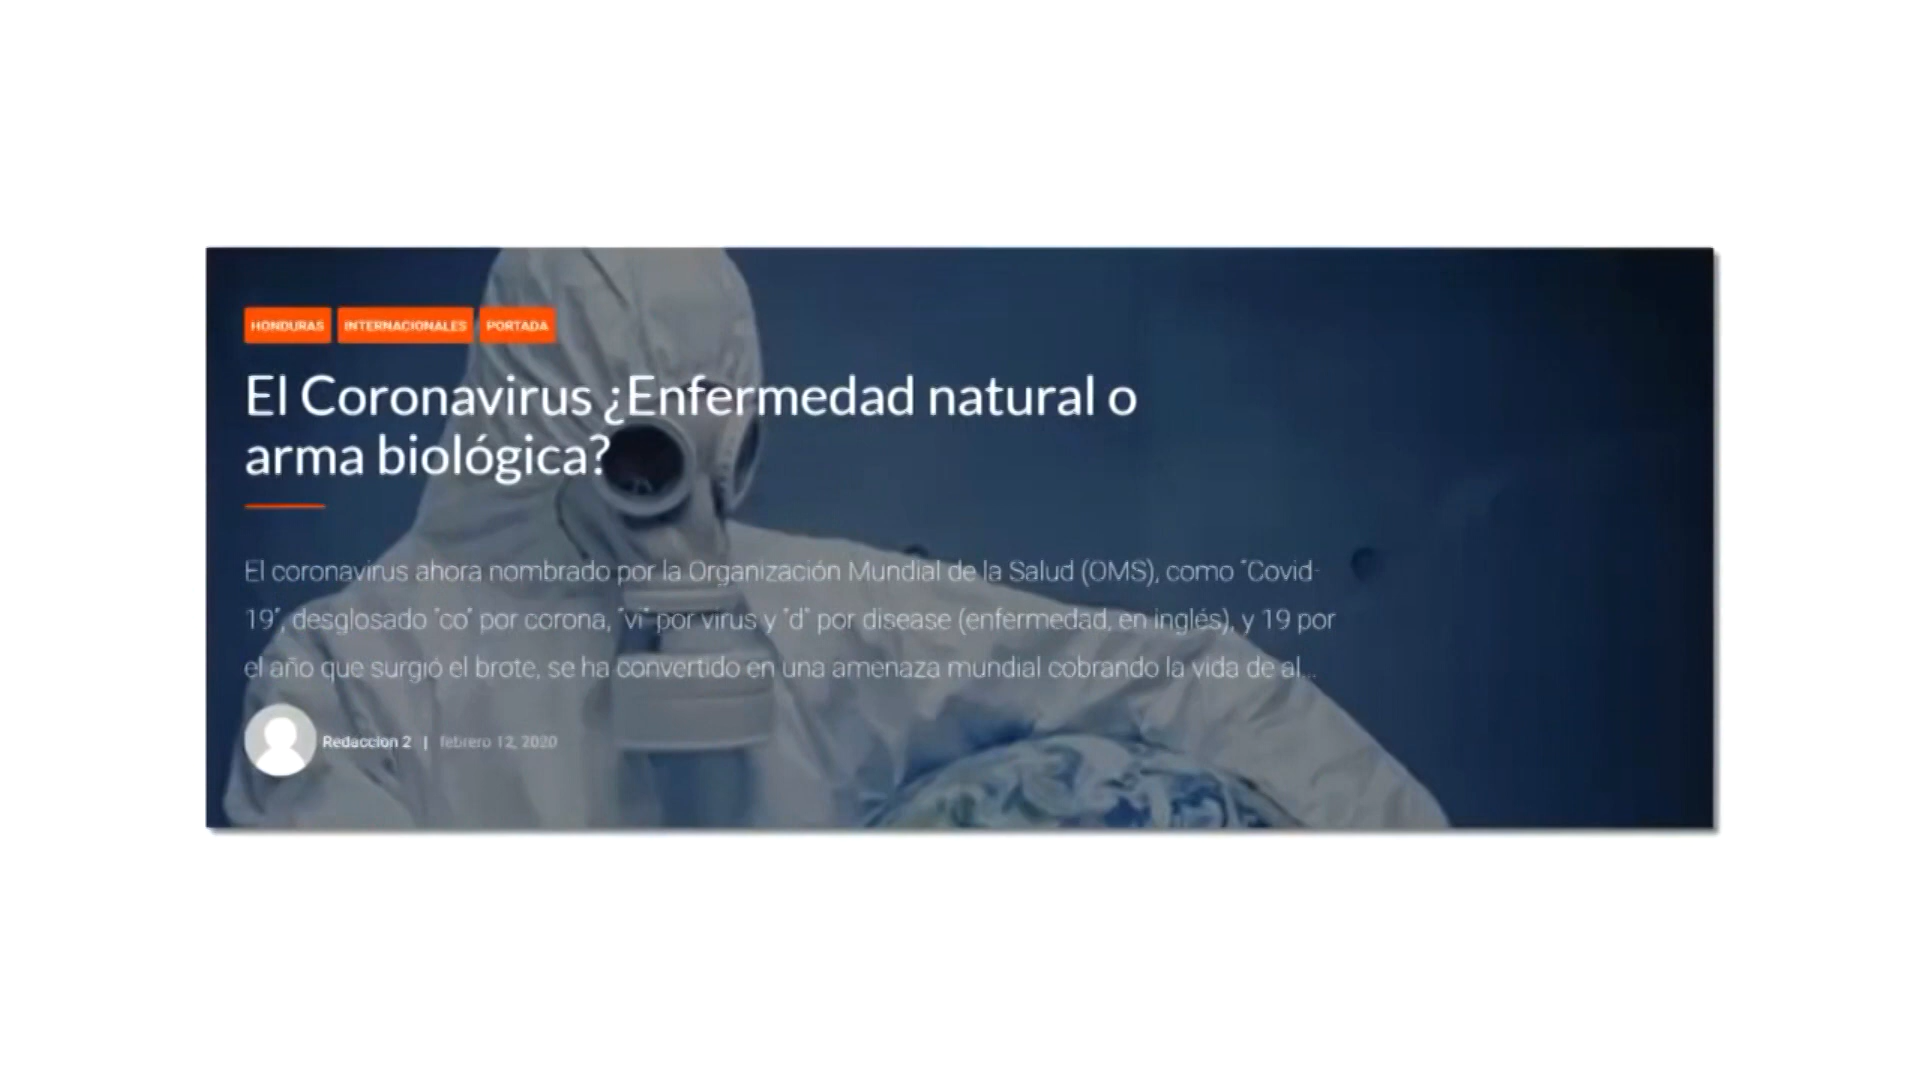 HONDURAS INTERNACIONALES PORTADA
El Coronavirus ¿Enfermedad natural o
arma biológica?
El coronavirus ahora nombrado por la Organización Mundial de la Salud (OMS), como "Covid-
19", desglosado "co" por corona, "vi" por virus y "d" por disease (enfermedad, en inglés), y 19 por
el año que surgió el brote, se ha convertido en una amenaza mundial cobrando la vida de al...
Redaccion 2 | febrero 12, 2020